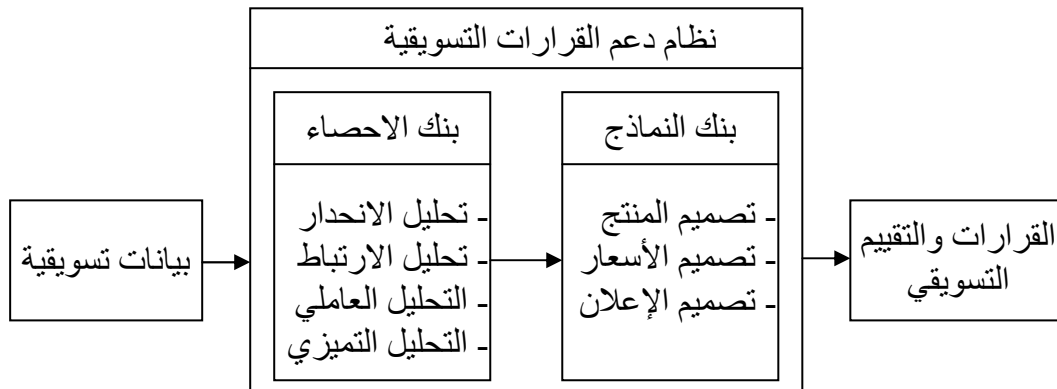 نظام دعم القرارات التسويقية
بنك الاحصاء
بنك النماذج
- تحليل الانحدار
- تحليل الارتباط
- التحليل العاملي
- التحليل التميزي
- تصميم المنتج
- تصميم الأسعار
- تصميم الإعلان
بيانات تسويقية
القرارات والتقييم
التسويقي